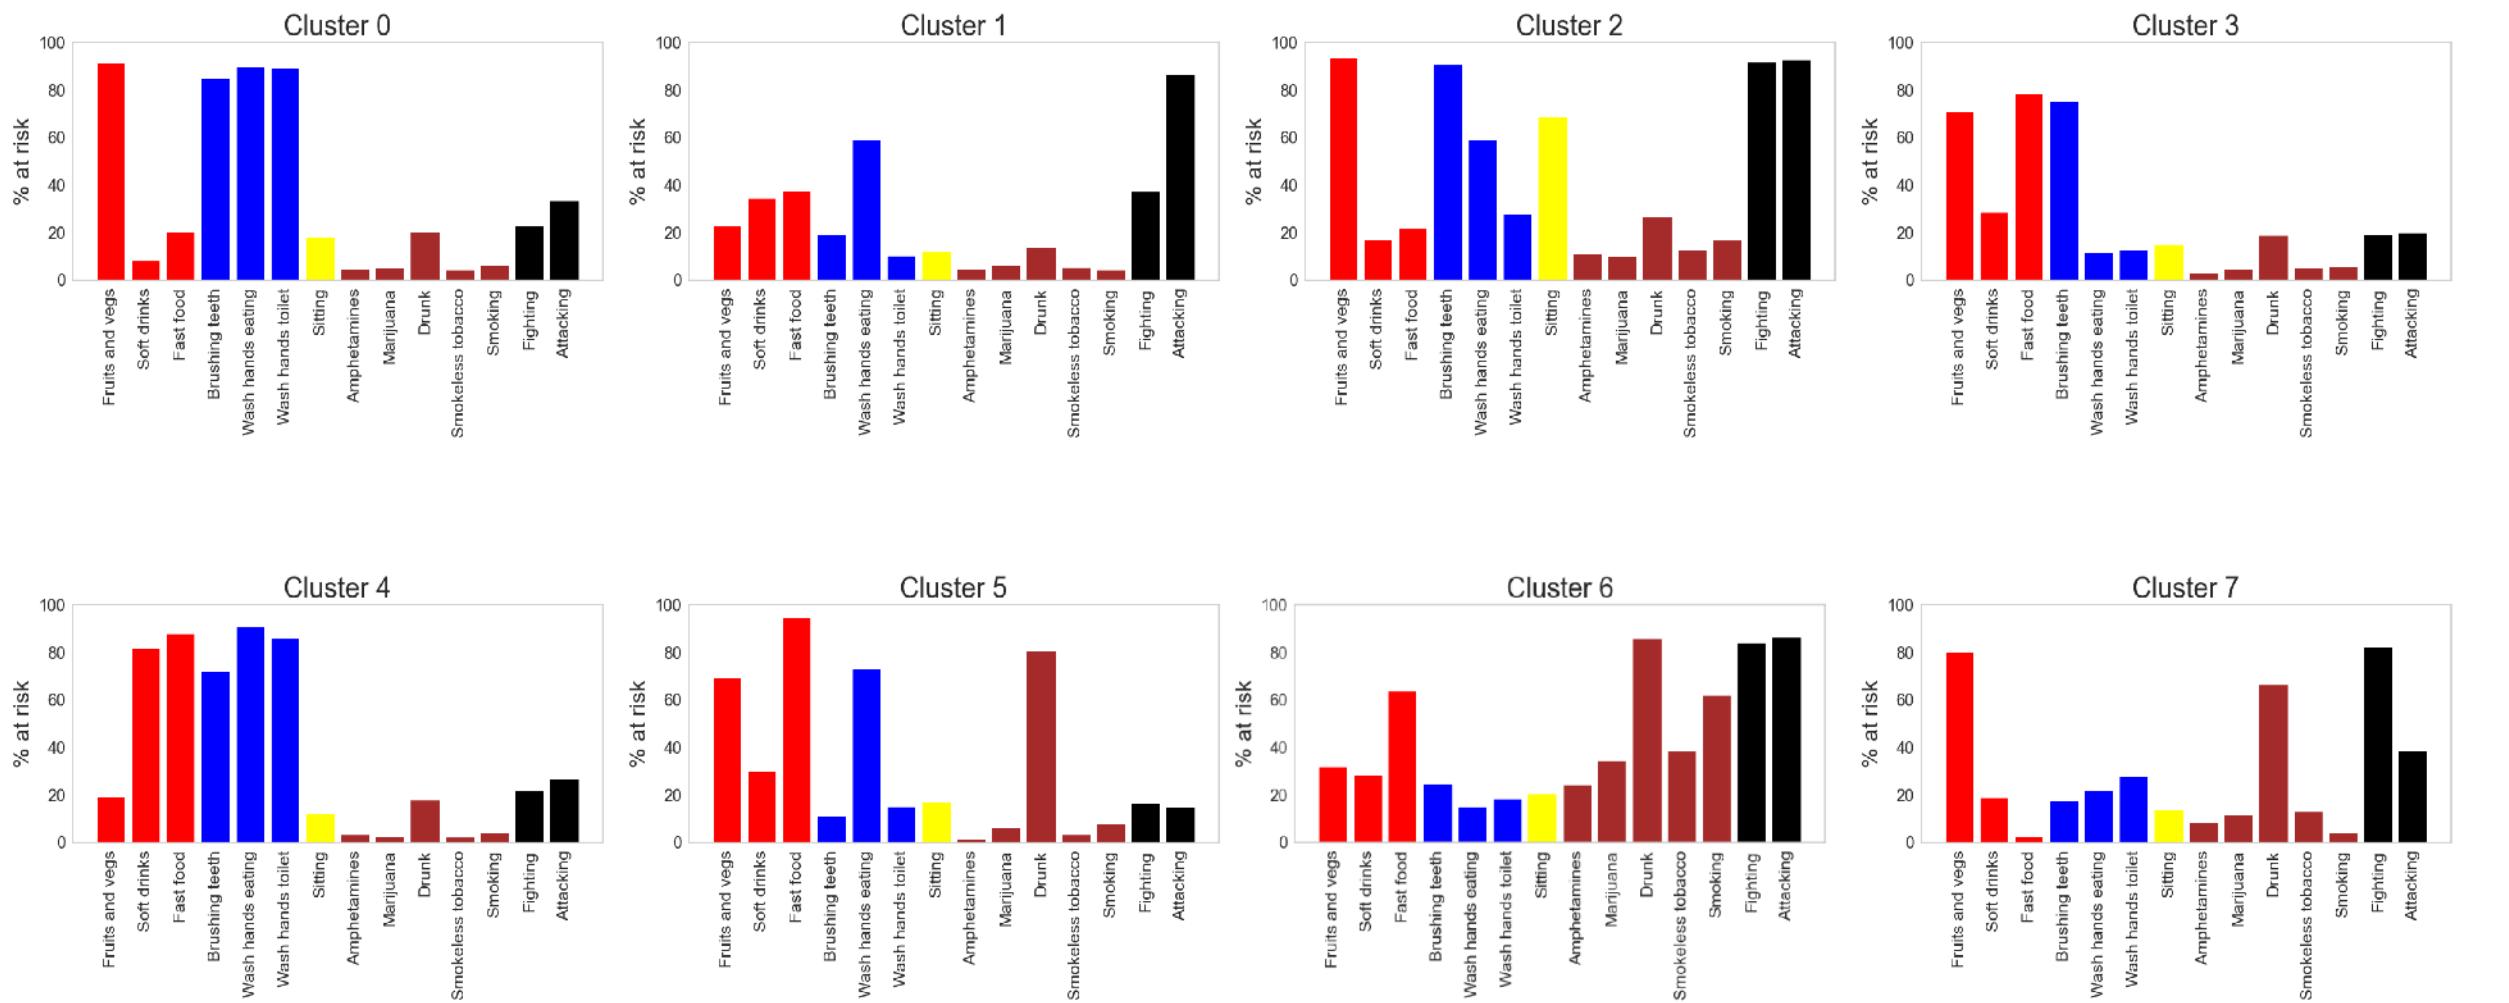 Cluster 0
% at risk
100
80
60
40
20
0
Fruits and vegs
Soft drinks
Fast food
Brushing teeth
Wash hands eating
Wash hands toilet
Sitting
Amphetamines
Marijuana
Drunk
Smokeless tobacco
Smoking
Fighting
Attacking
Cluster 1
% at risk
100
80
60
40
20
0
Fruits and vegs
Soft drinks
Fast food
Brushing teeth
Wash hands eating
Wash hands toilet
Sitting
Amphetamines
Marijuana
Drunk
Smokeless tobacco
Smoking
Fighting
Attacking
Cluster 2
% at risk
100
80
60
40
20
0
Fruits and vegs
Soft drinks
Fast food
Brushing teeth
Wash hands eating
Wash hands toilet
Sitting
Amphetamines
Marijuana
Drunk
Smokeless tobacco
Smoking
Fighting
Attacking
Cluster 3
% at risk
100
80
60
40
20
0
Fruits and vegs
Soft drinks
Fast food
Brushing teeth
Wash hands eating
Wash hands toilet
Sitting
Amphetamines
Marijuana
Drunk
Smokeless tobacco
Smoking
Fighting
Attacking
Cluster 4
% at risk
100
80
60
40
20
0
Fruits and vegs
Soft drinks
Fast food
Brushing teeth
Wash hands eating
Wash hands toilet
Sitting
Amphetamines
Marijuana
Drunk
Smokeless tobacco
Smoking
Fighting
Attacking
Cluster 5
% at risk
100
80
60
40
20
0
Fruits and vegs
Soft drinks
Fast food
Brushing teeth
Wash hands eating
Wash hands toilet
Sitting
Amphetamines
Marijuana
Drunk
Smokeless tobacco
Smoking
Fighting
Attacking
Cluster 6
% at risk
100
80
60
40
20
0
Fruits and vegs
Soft drinks
Fast food
Brushing teeth
Wash hands eating
Wash hands toilet
Sitting
Amphetamines
Marijuana
Drunk
Smokeless tobacco
Smoking
Fighting
Attacking
Cluster 7
% at risk
100
80
60
40
20
0
Fruits and vegs
Soft drinks
Fast food
Brushing teeth
Wash hands eating
Wash hands toilet
Sitting
Amphetamines
Marijuana
Drunk
Smokeless tobacco
Smoking
Fighting
Attacking